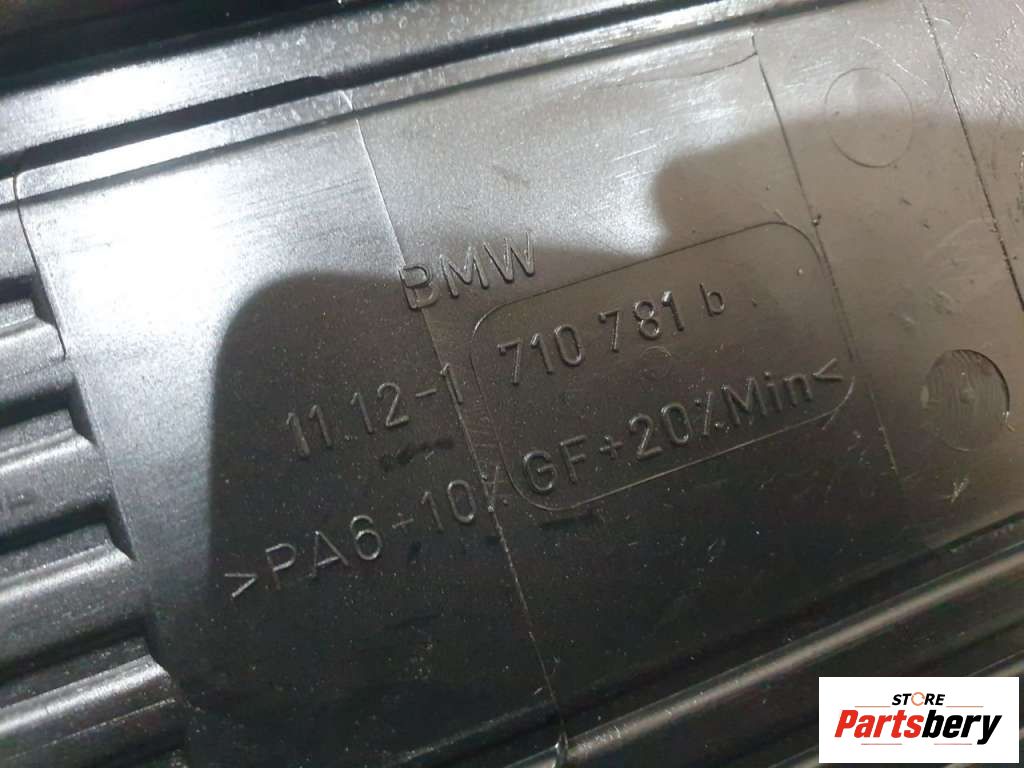 BMW
11.12-1 710 781 b
>PA6-10% GF+20%Min<
STORE
Partsbery